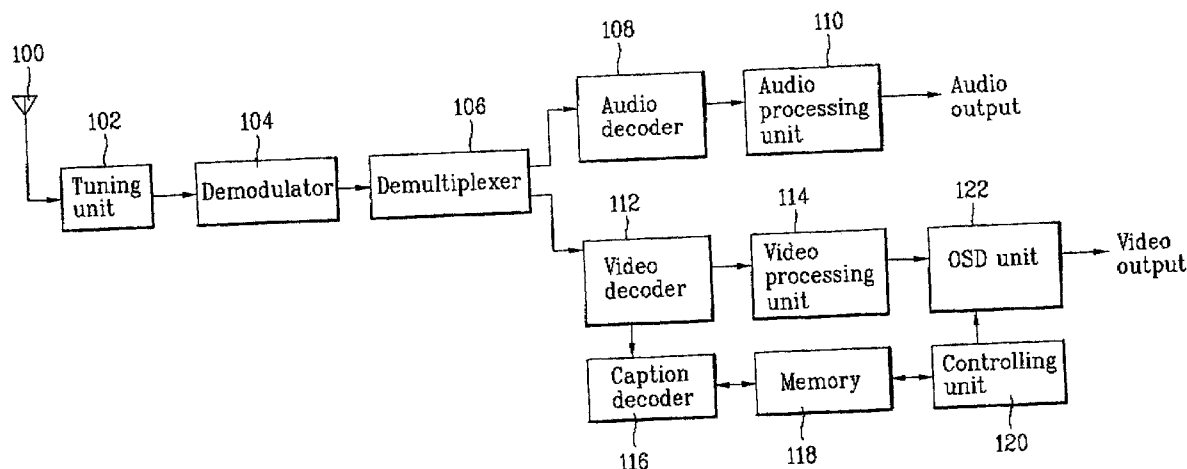 100
102
Tuning
unit
104
Demodulator
106
Demultiplexer
108
Audio
decoder
110
Audio
processing
unit
Audio
output
112
Video
decoder
114
Video
processing
unit
122
OSD unit
Video
output
Caption
decoder
116
Memory
118
Controlling
unit
120